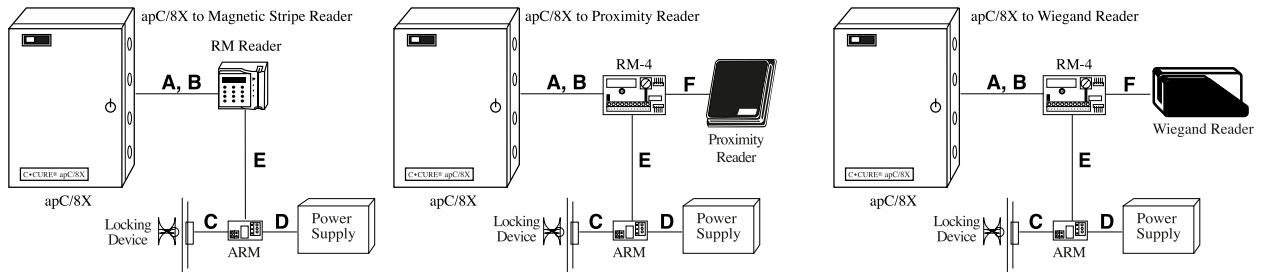 apC/8X to Magnetic Stripe Reader
RM Reader
A, B
E
C•CURE® apC/8X
apC/8X
Locking
Device
C
D
ARM
Power
Supply
apC/8X to Proximity Reader
RM-4
A, B
F
Proximity
Reader
E
C•CURE® apC/8X
apC/8X
Locking
Device
C
D
ARM
Power
Supply
apC/8X to Wiegand Reader
RM-4
A, B
F
Wiegand Reader
E
C•CURE® apC/8X
apC/8X
Locking
Device
C
D
ARM
Power
Supply